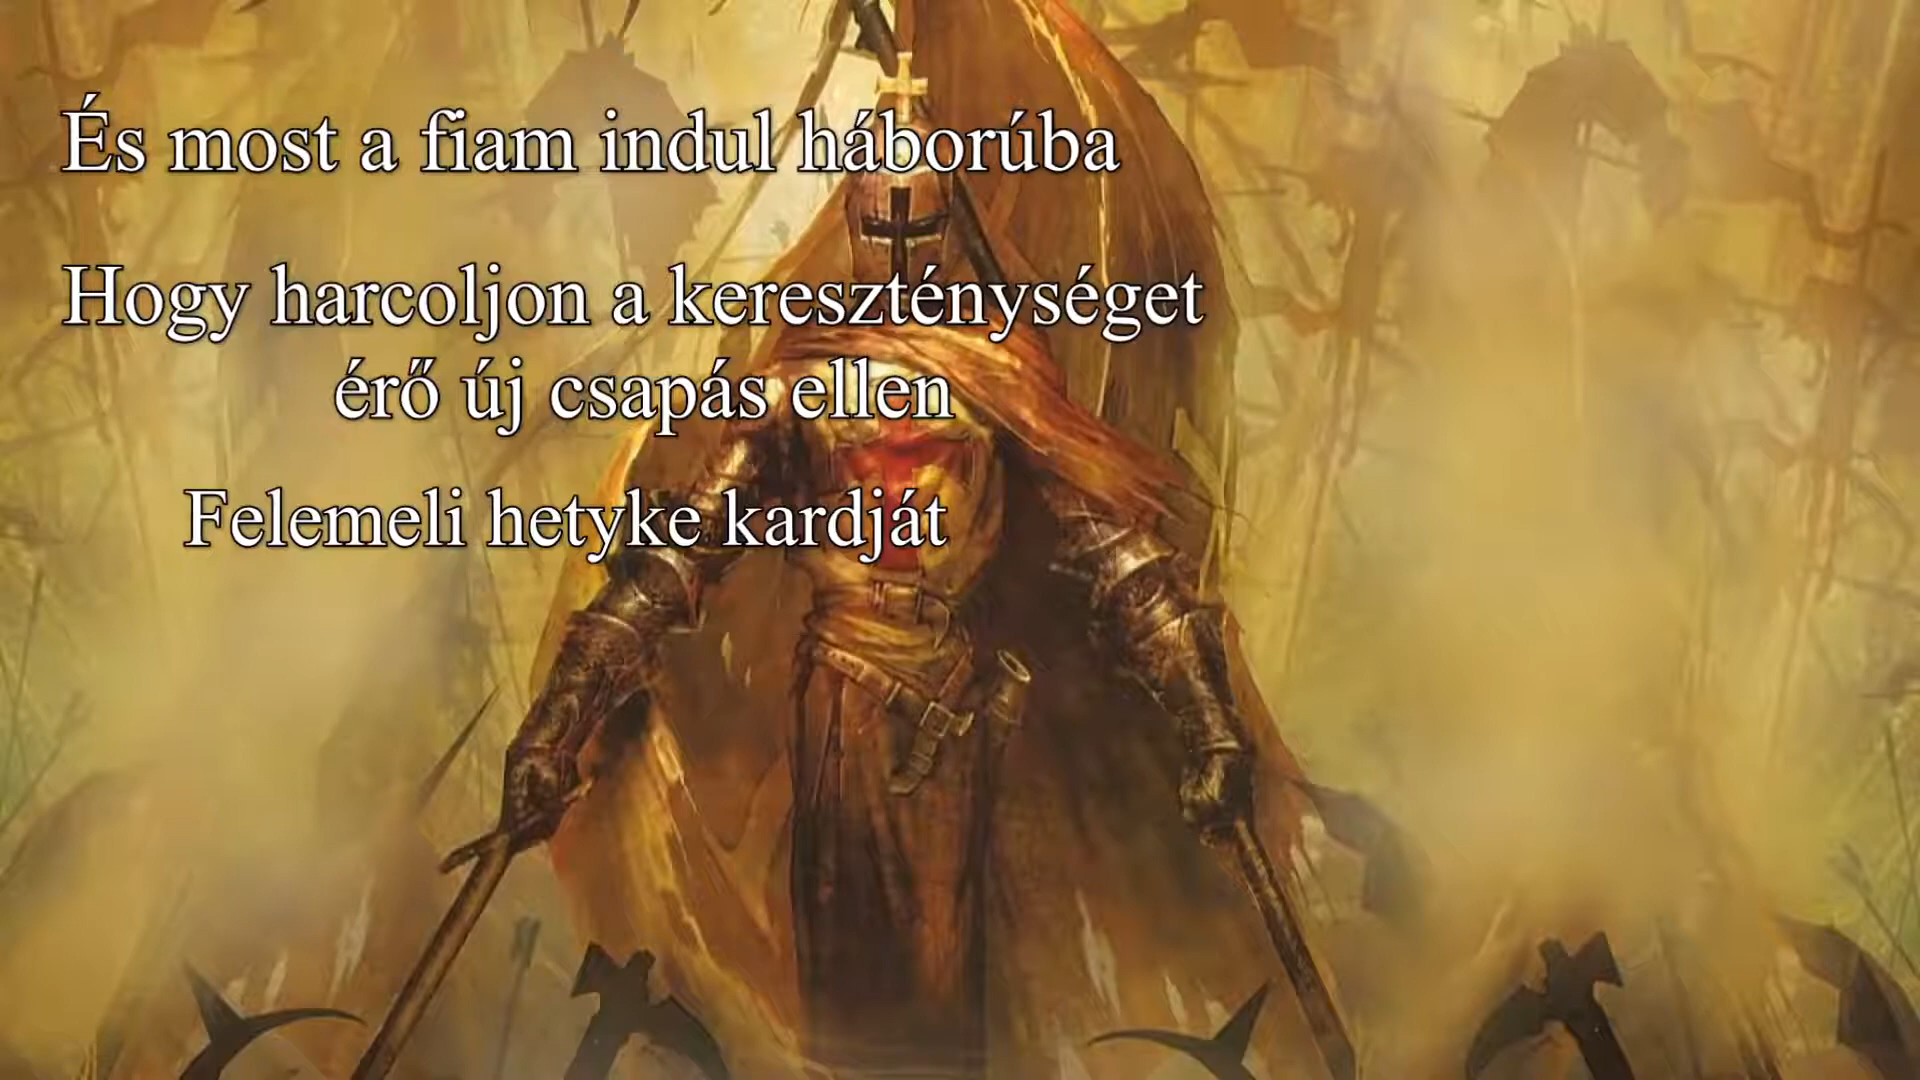 És most a fiam indul háborúba
Hogy harcoljon a kereszténységet
érő új csapás ellen
Felemeli hetyke kardját